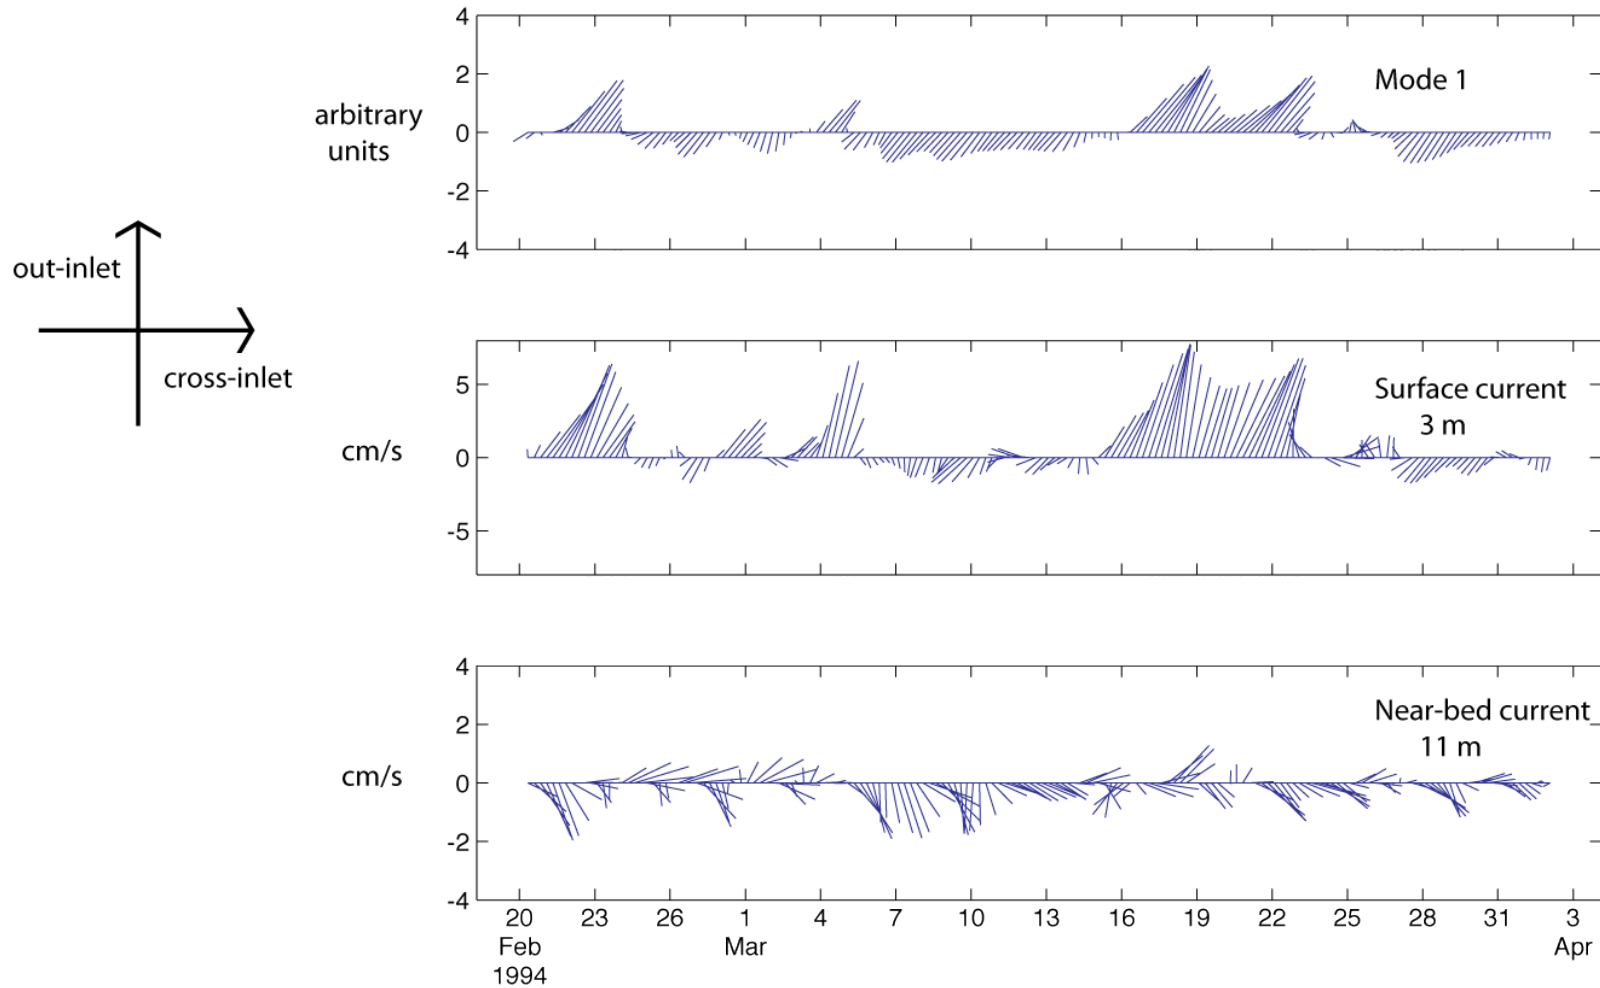 4
2
0
-2
-4
arbitrary
units
Mode 1
out-inlet
cross-inlet
5
0
-5
cm/s
Surface current
3 m
4
2
0
-2
-4
cm/s
Near-bed current
11 m
20 23 26 1 4 7 10 13 16 19 22 25 28 31 3
Feb Mar Apr
1994